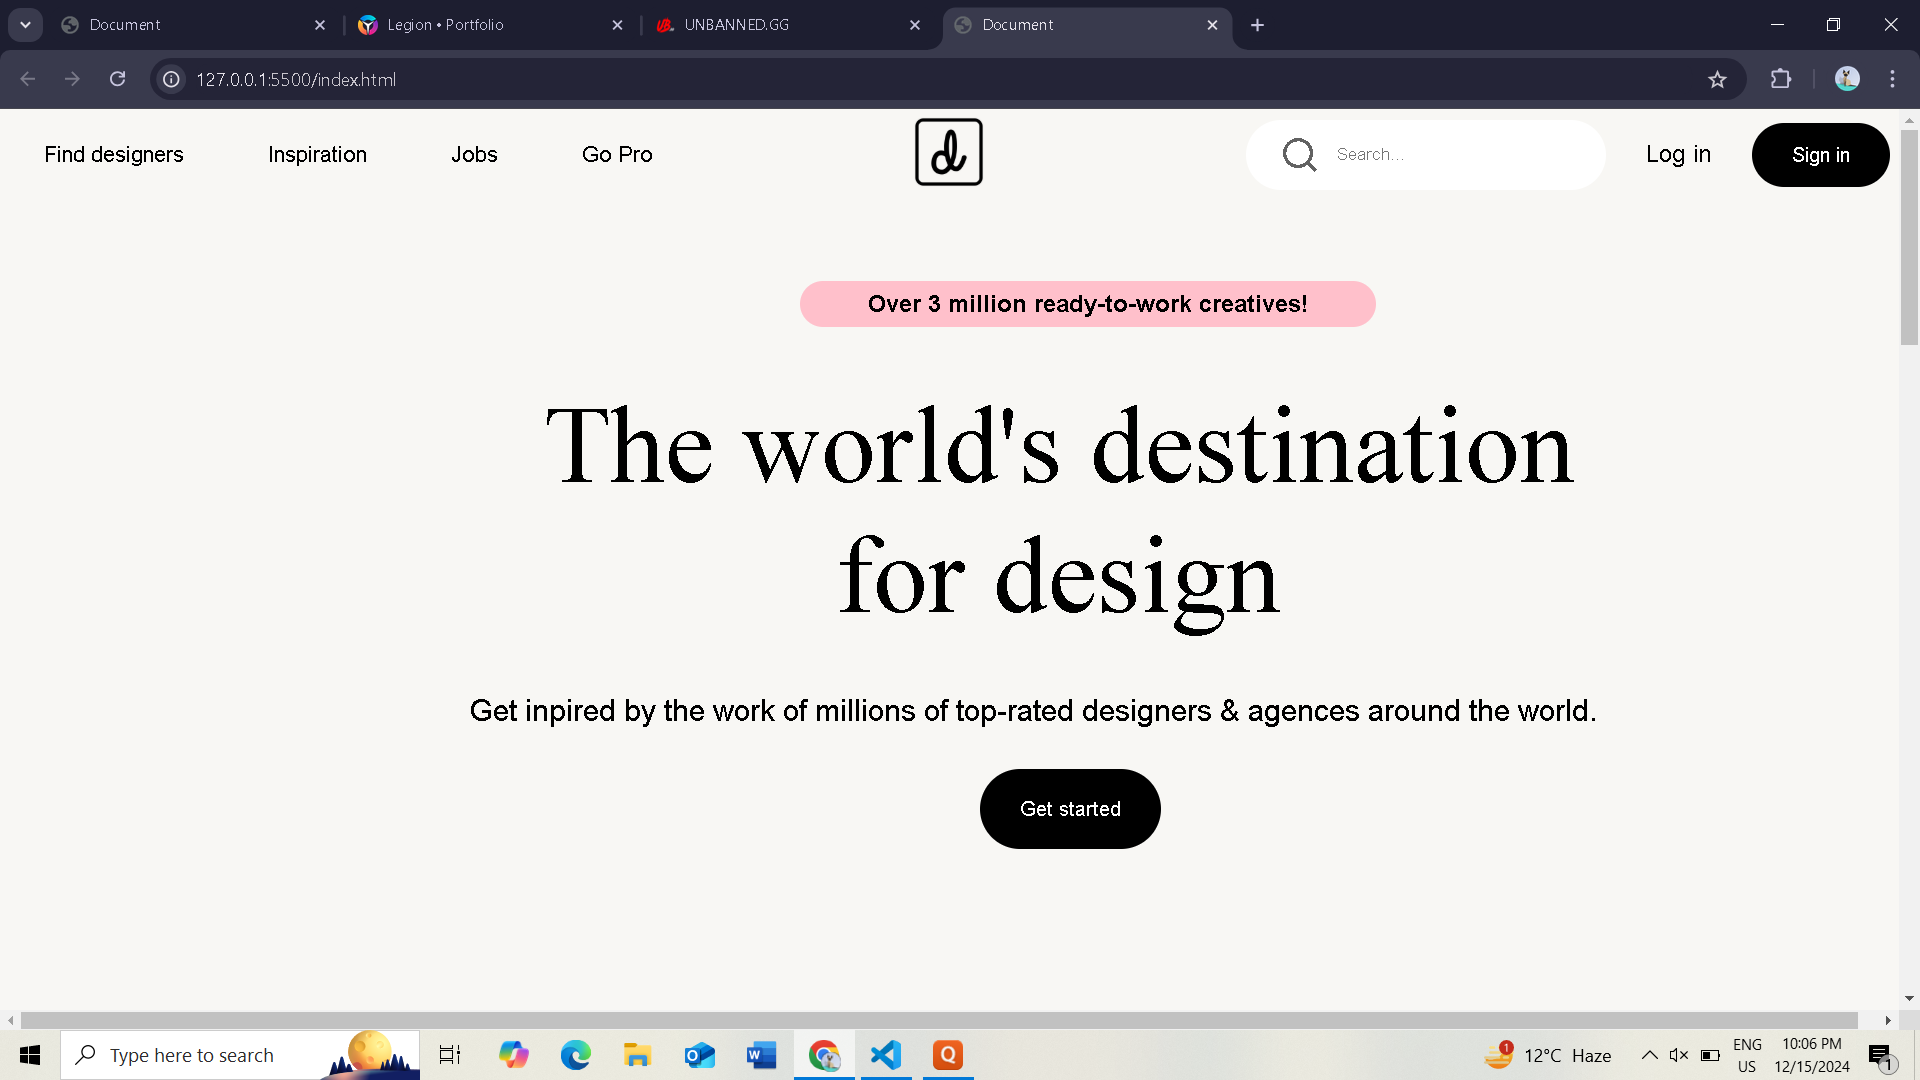 Document
Legion • Portfolio
UNBANNED.GG
Document
127.0.0.1:5500/index.html
Find designers
Inspiration
Jobs
Go Pro
d
Search...
Log in
Sign in
Over 3 million ready-to-work creatives!
The world's destination
for design
Get inpired by the work of millions of top-rated designers & agences around the world.
Get started
Type here to search
1
12°C Haze
ENG
US
10:06 PM
12/15/2024
1